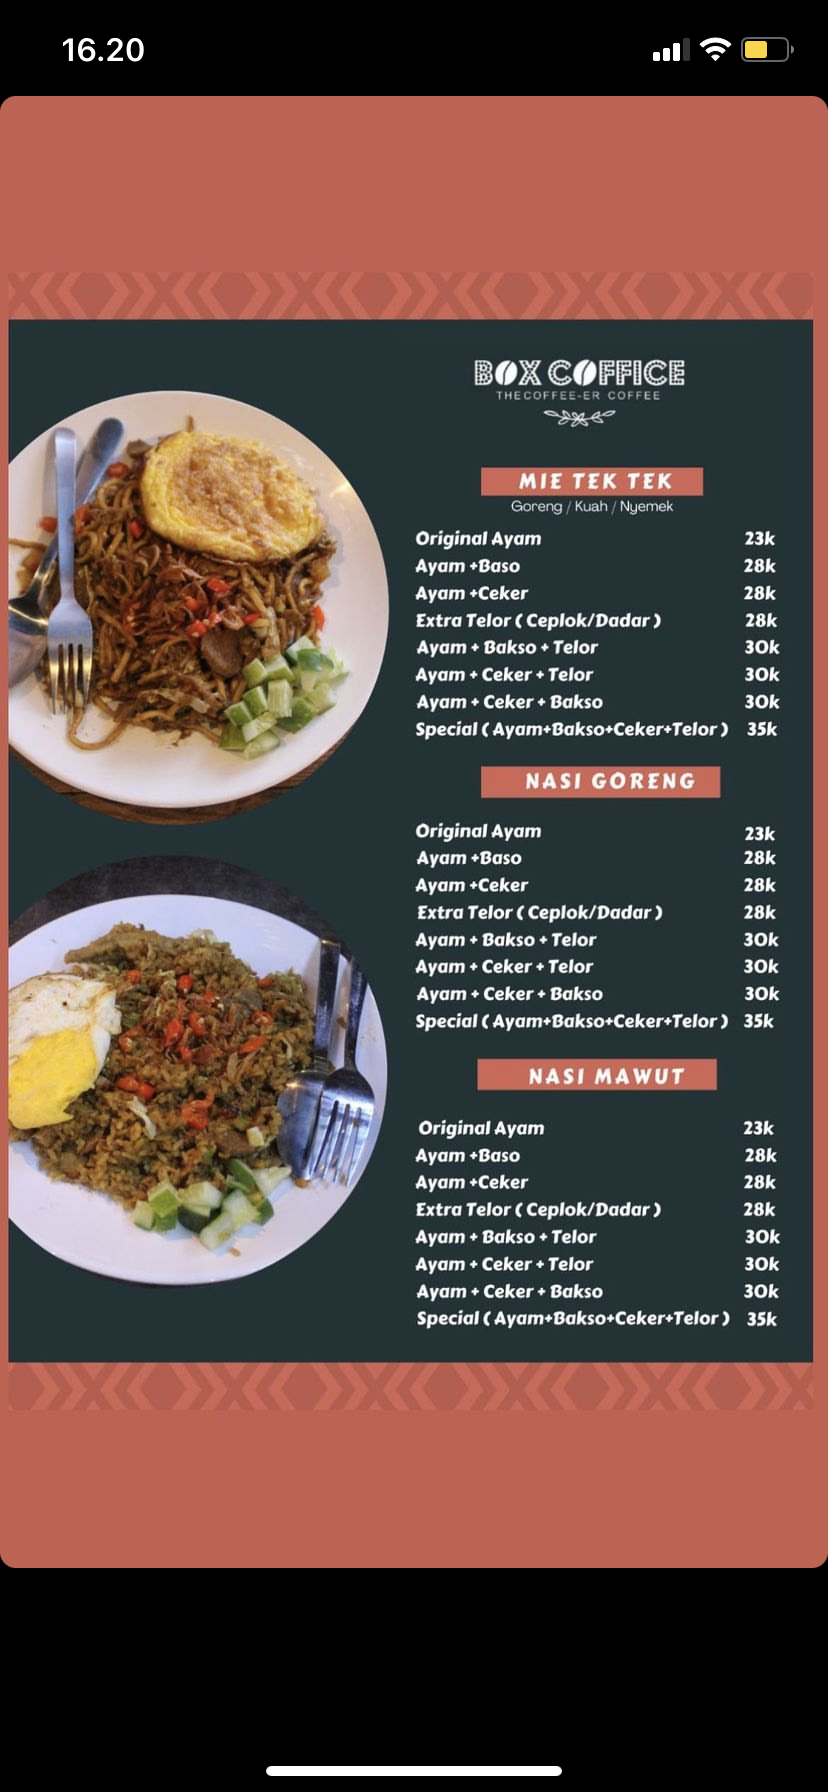 16.20
BOX COFFICE
THECOFFEE-ER COFFEE
MIE TEK TEK
Goreng / Kuah / Nyemek
Original Ayam 23k
Ayam +Baso 28k
Ayam +Ceker 28k
Extra Telor ( Ceplok/Dadar ) 28k
Ayam + Bakso + Telor 30k
Ayam + Ceker + Telor 30k
Ayam + Ceker + Bakso 30k
Special ( Ayam+Bakso+Ceker+Telor ) 35k
NASI GORENG
Original Ayam 23k
Ayam +Baso 28k
Ayam +Ceker 28k
Extra Telor ( Ceplok/Dadar ) 28k
Ayam + Bakso + Telor 30k
Ayam + Ceker + Telor 30k
Ayam + Ceker + Bakso 30k
Special ( Ayam+Bakso+Ceker+Telor ) 35k
NASI MAWUT
Original Ayam 23k
Ayam +Baso 28k
Ayam +Ceker 28k
Extra Telor ( Ceplok/Dadar ) 28k
Ayam + Bakso + Telor 30k
Ayam + Ceker + Telor 30k
Ayam + Ceker + Bakso 30k
Special ( Ayam+Bakso+Ceker+Telor ) 35k